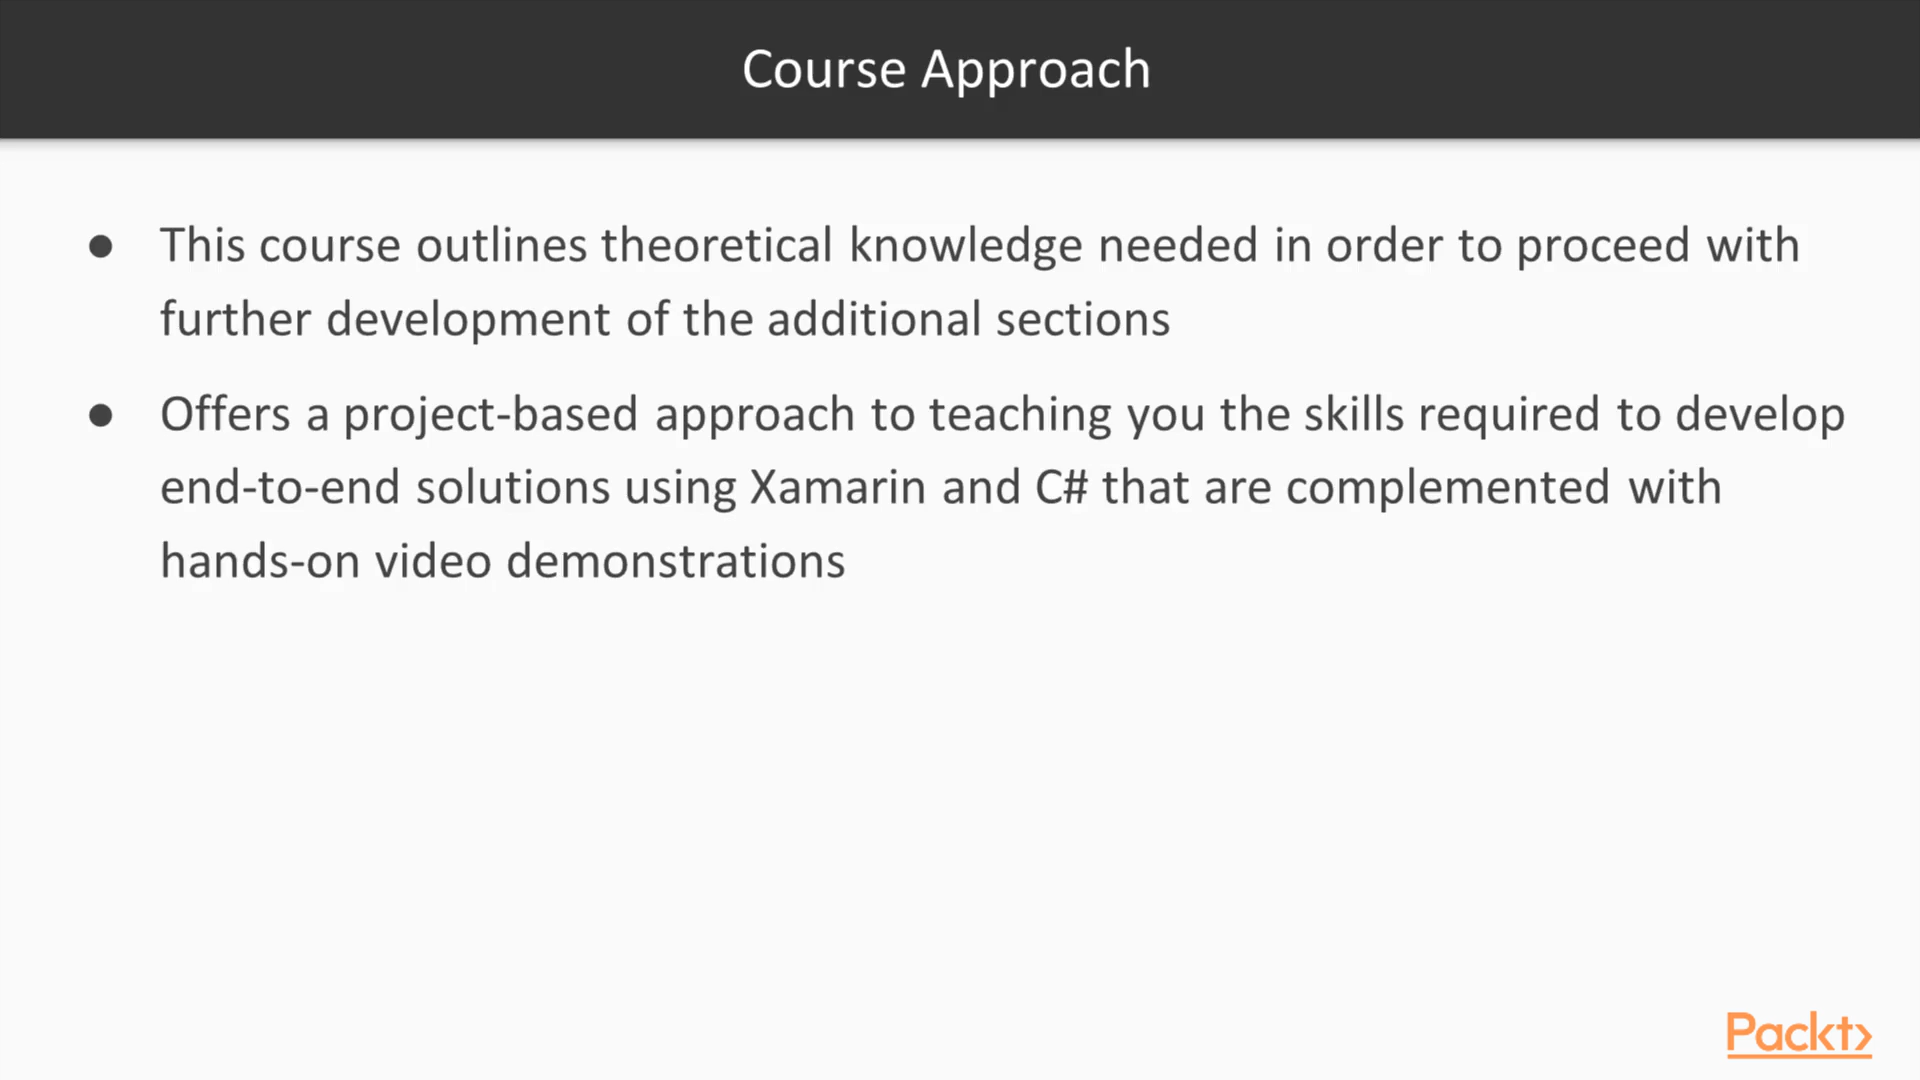 Course Approach
● This course outlines theoretical knowledge needed in order to proceed with
further development of the additional sections
● Offers a project-based approach to teaching you the skills required to develop
end-to-end solutions using Xamarin and C# that are complemented with
hands-on video demonstrations
Packt>